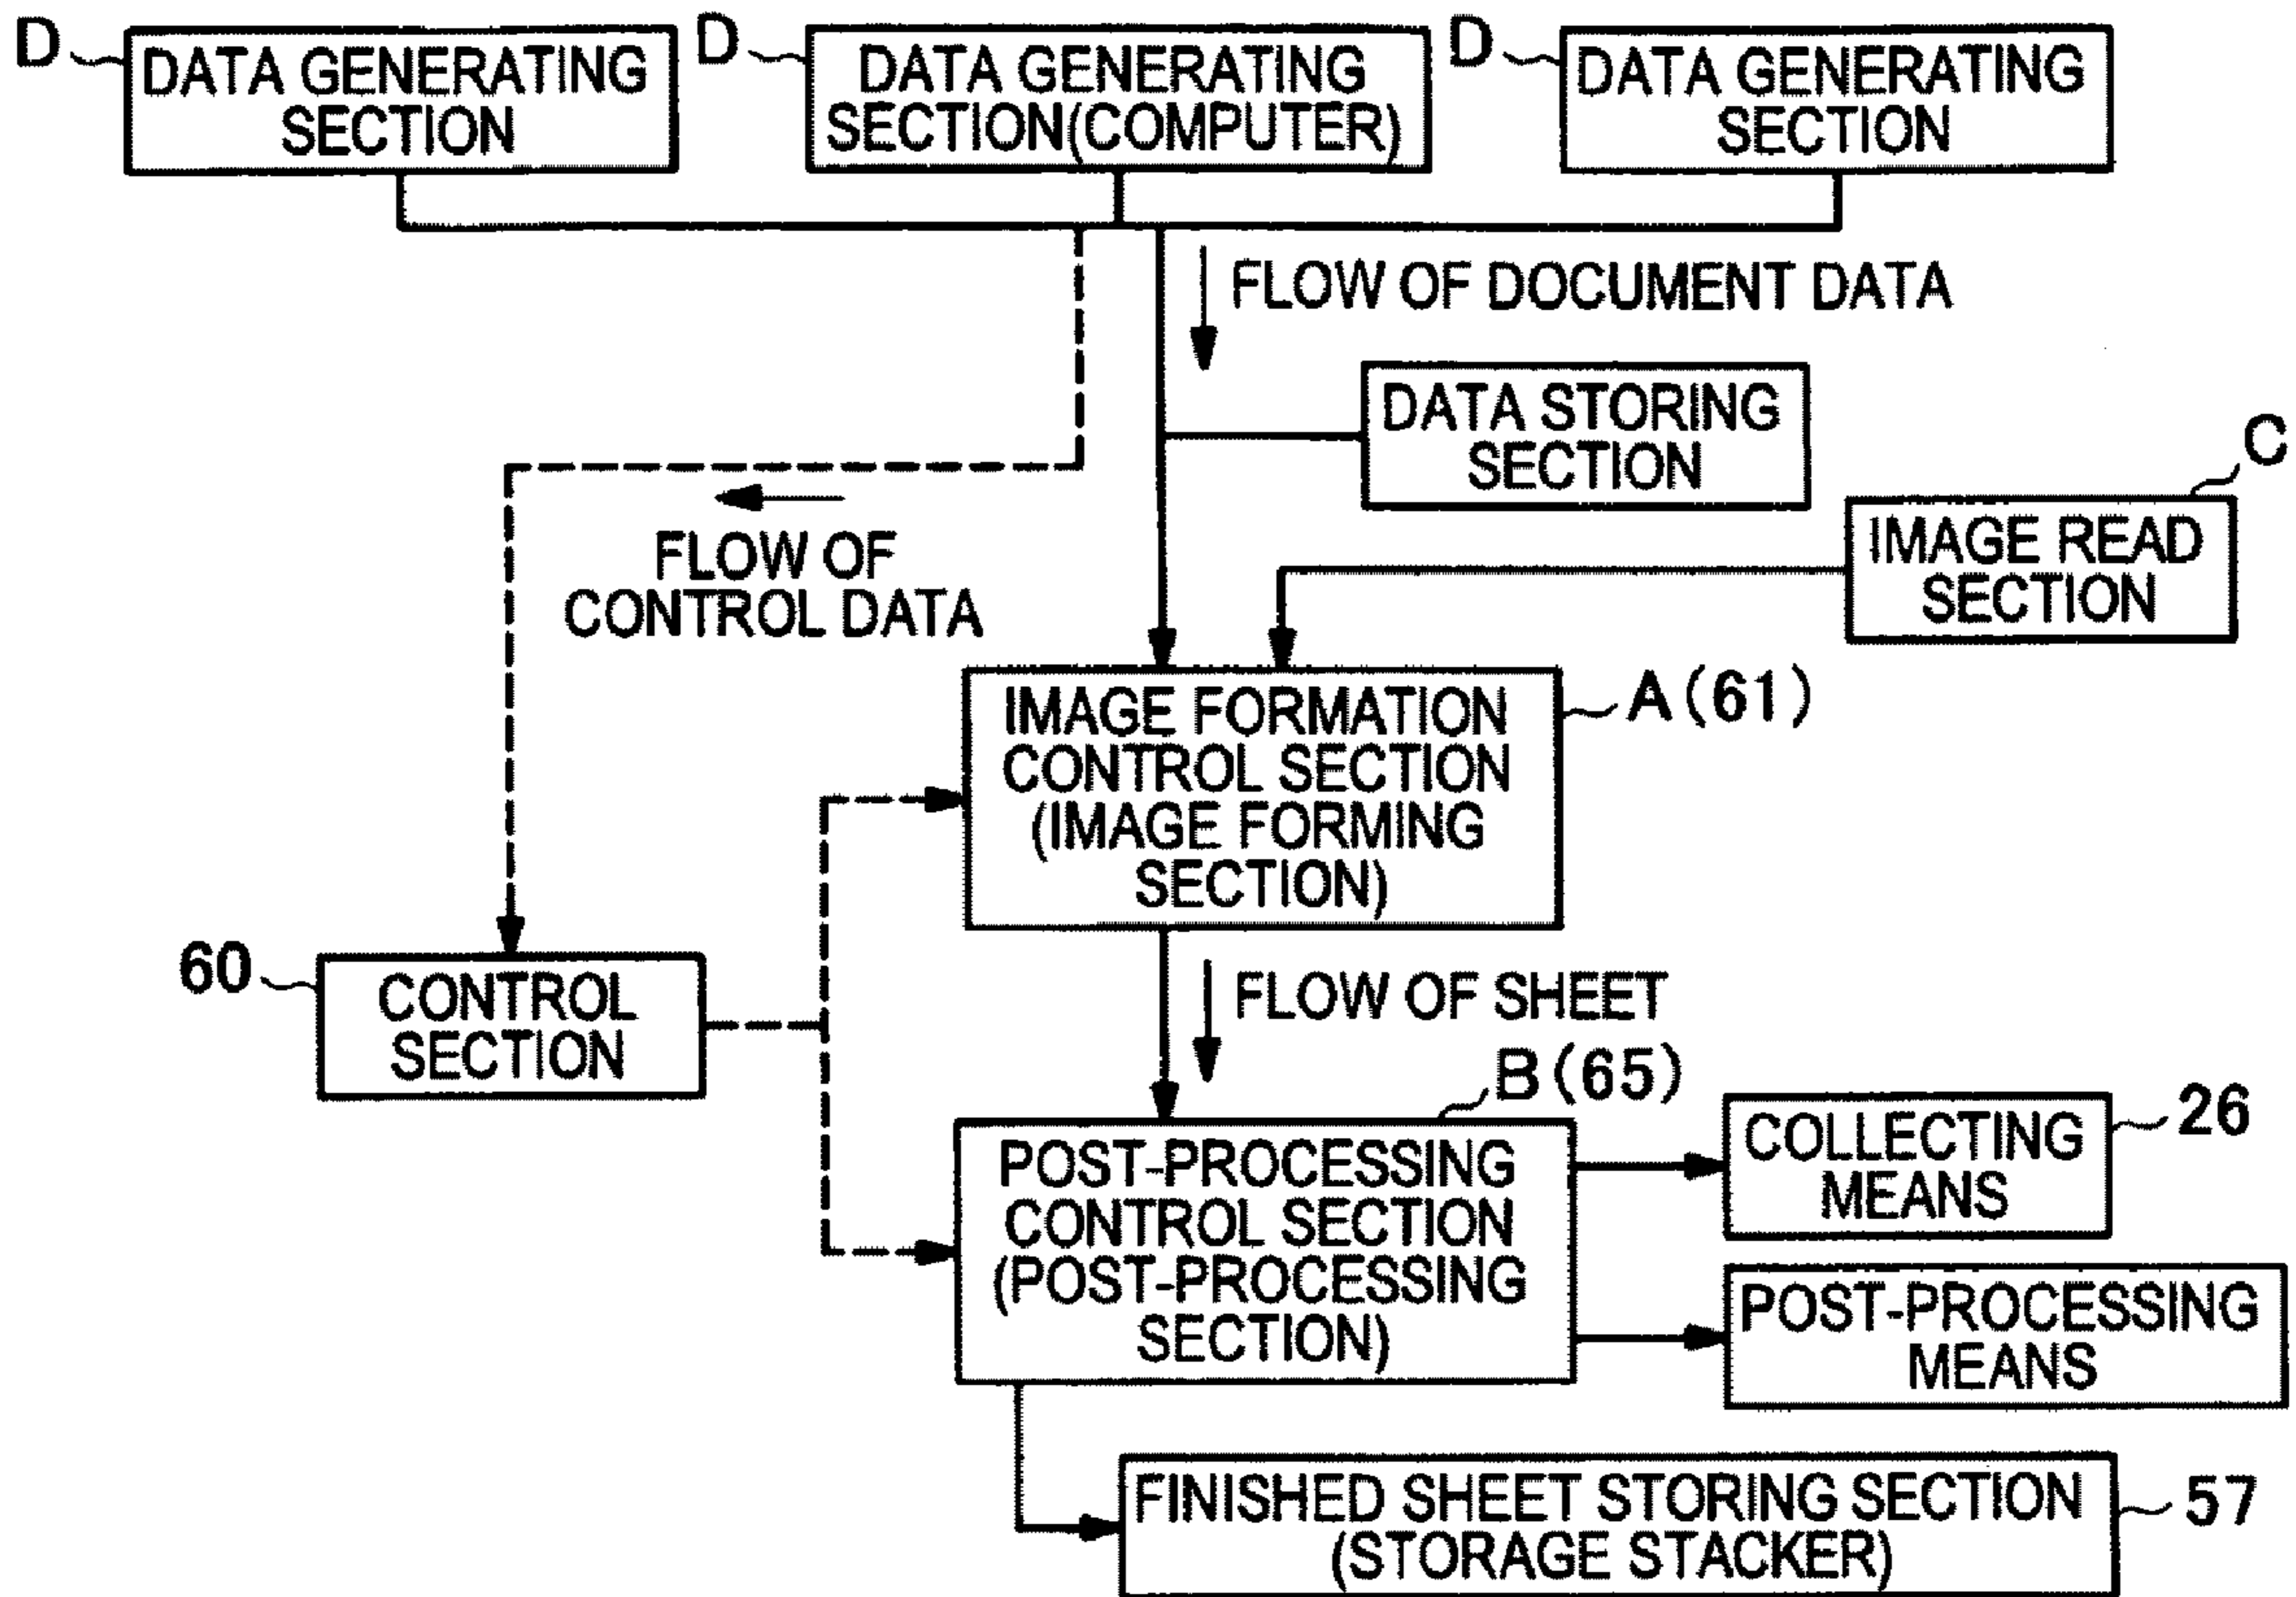 D
DATA GENERATING
SECTION
D
DATA GENERATING
SECTION(COMPUTER)
D
DATA GENERATING
SECTION
FLOW OF DOCUMENT DATA
DATA STORING
SECTION
C
IMAGE READ
SECTION
FLOW OF
CONTROL DATA
A(61)
IMAGE FORMATION
CONTROL SECTION
(IMAGE FORMING
SECTION)
60
CONTROL
SECTION
FLOW OF SHEET
B(65)
POST-PROCESSING
CONTROL SECTION
(POST-PROCESSING
SECTION)
COLLECTING
MEANS
26
POST-PROCESSING
MEANS
FINISHED SHEET STORING SECTION
(STORAGE STACKER)
57